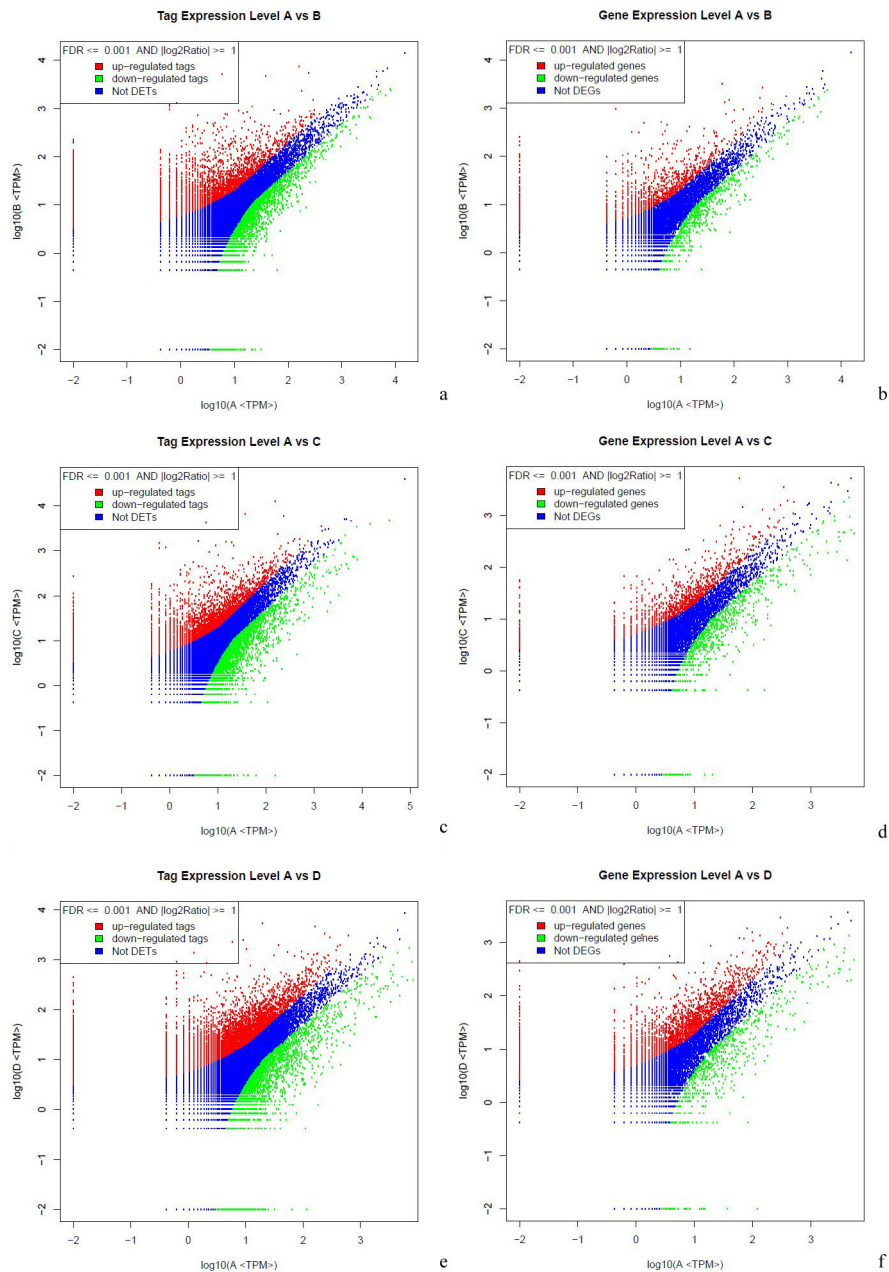 Tag Expression Level A vs B
FDR <= 0.001 AND |log2Ratio| >= 1
up-regulated tags
down-regulated tags
Not DETs
log10(B <TPM>)
4
3
2
1
0
−1
−2
−2 −1 0 1 2 3 4
log10(A <TPM>)
a
Gene Expression Level A vs B
FDR <= 0.001 AND |log2Ratio| >= 1
up-regulated genes
down-regulated genes
Not DEGs
log10(B <TPM>)
4
3
2
1
0
−1
−2
−2 −1 0 1 2 3 4
log10(A <TPM>)
b
Tag Expression Level A vs C
FDR <= 0.001 AND |log2Ratio| >= 1
up-regulated tags
down-regulated tags
Not DETs
log10(C <TPM>)
4
3
2
1
0
−1
−2
−2 −1 0 1 2 3 4 5
log10(A <TPM>)
c
Gene Expression Level A vs C
FDR <= 0.001 AND |log2Ratio| >= 1
up-regulated genes
down-regulated genes
Not DEGs
log10(C <TPM>)
3
2
1
0
−1
−2
−2 −1 0 1 2 3
log10(A <TPM>)
d
Tag Expression Level A vs D
FDR <= 0.001 AND |log2Ratio| >= 1
up-regulated tags
down-regulated tags
Not DETs
log10(D <TPM>)
4
3
2
1
0
−1
−2
−2 −1 0 1 2 3
log10(A <TPM>)
e
Gene Expression Level A vs D
FDR <= 0.001 AND |log2Ratio| >= 1
up-regulated genes
down-regulated genes
Not DEGs
log10(D <TPM>)
3
2
1
0
−1
−2
−2 −1 0 1 2 3
log10(A <TPM>)
f